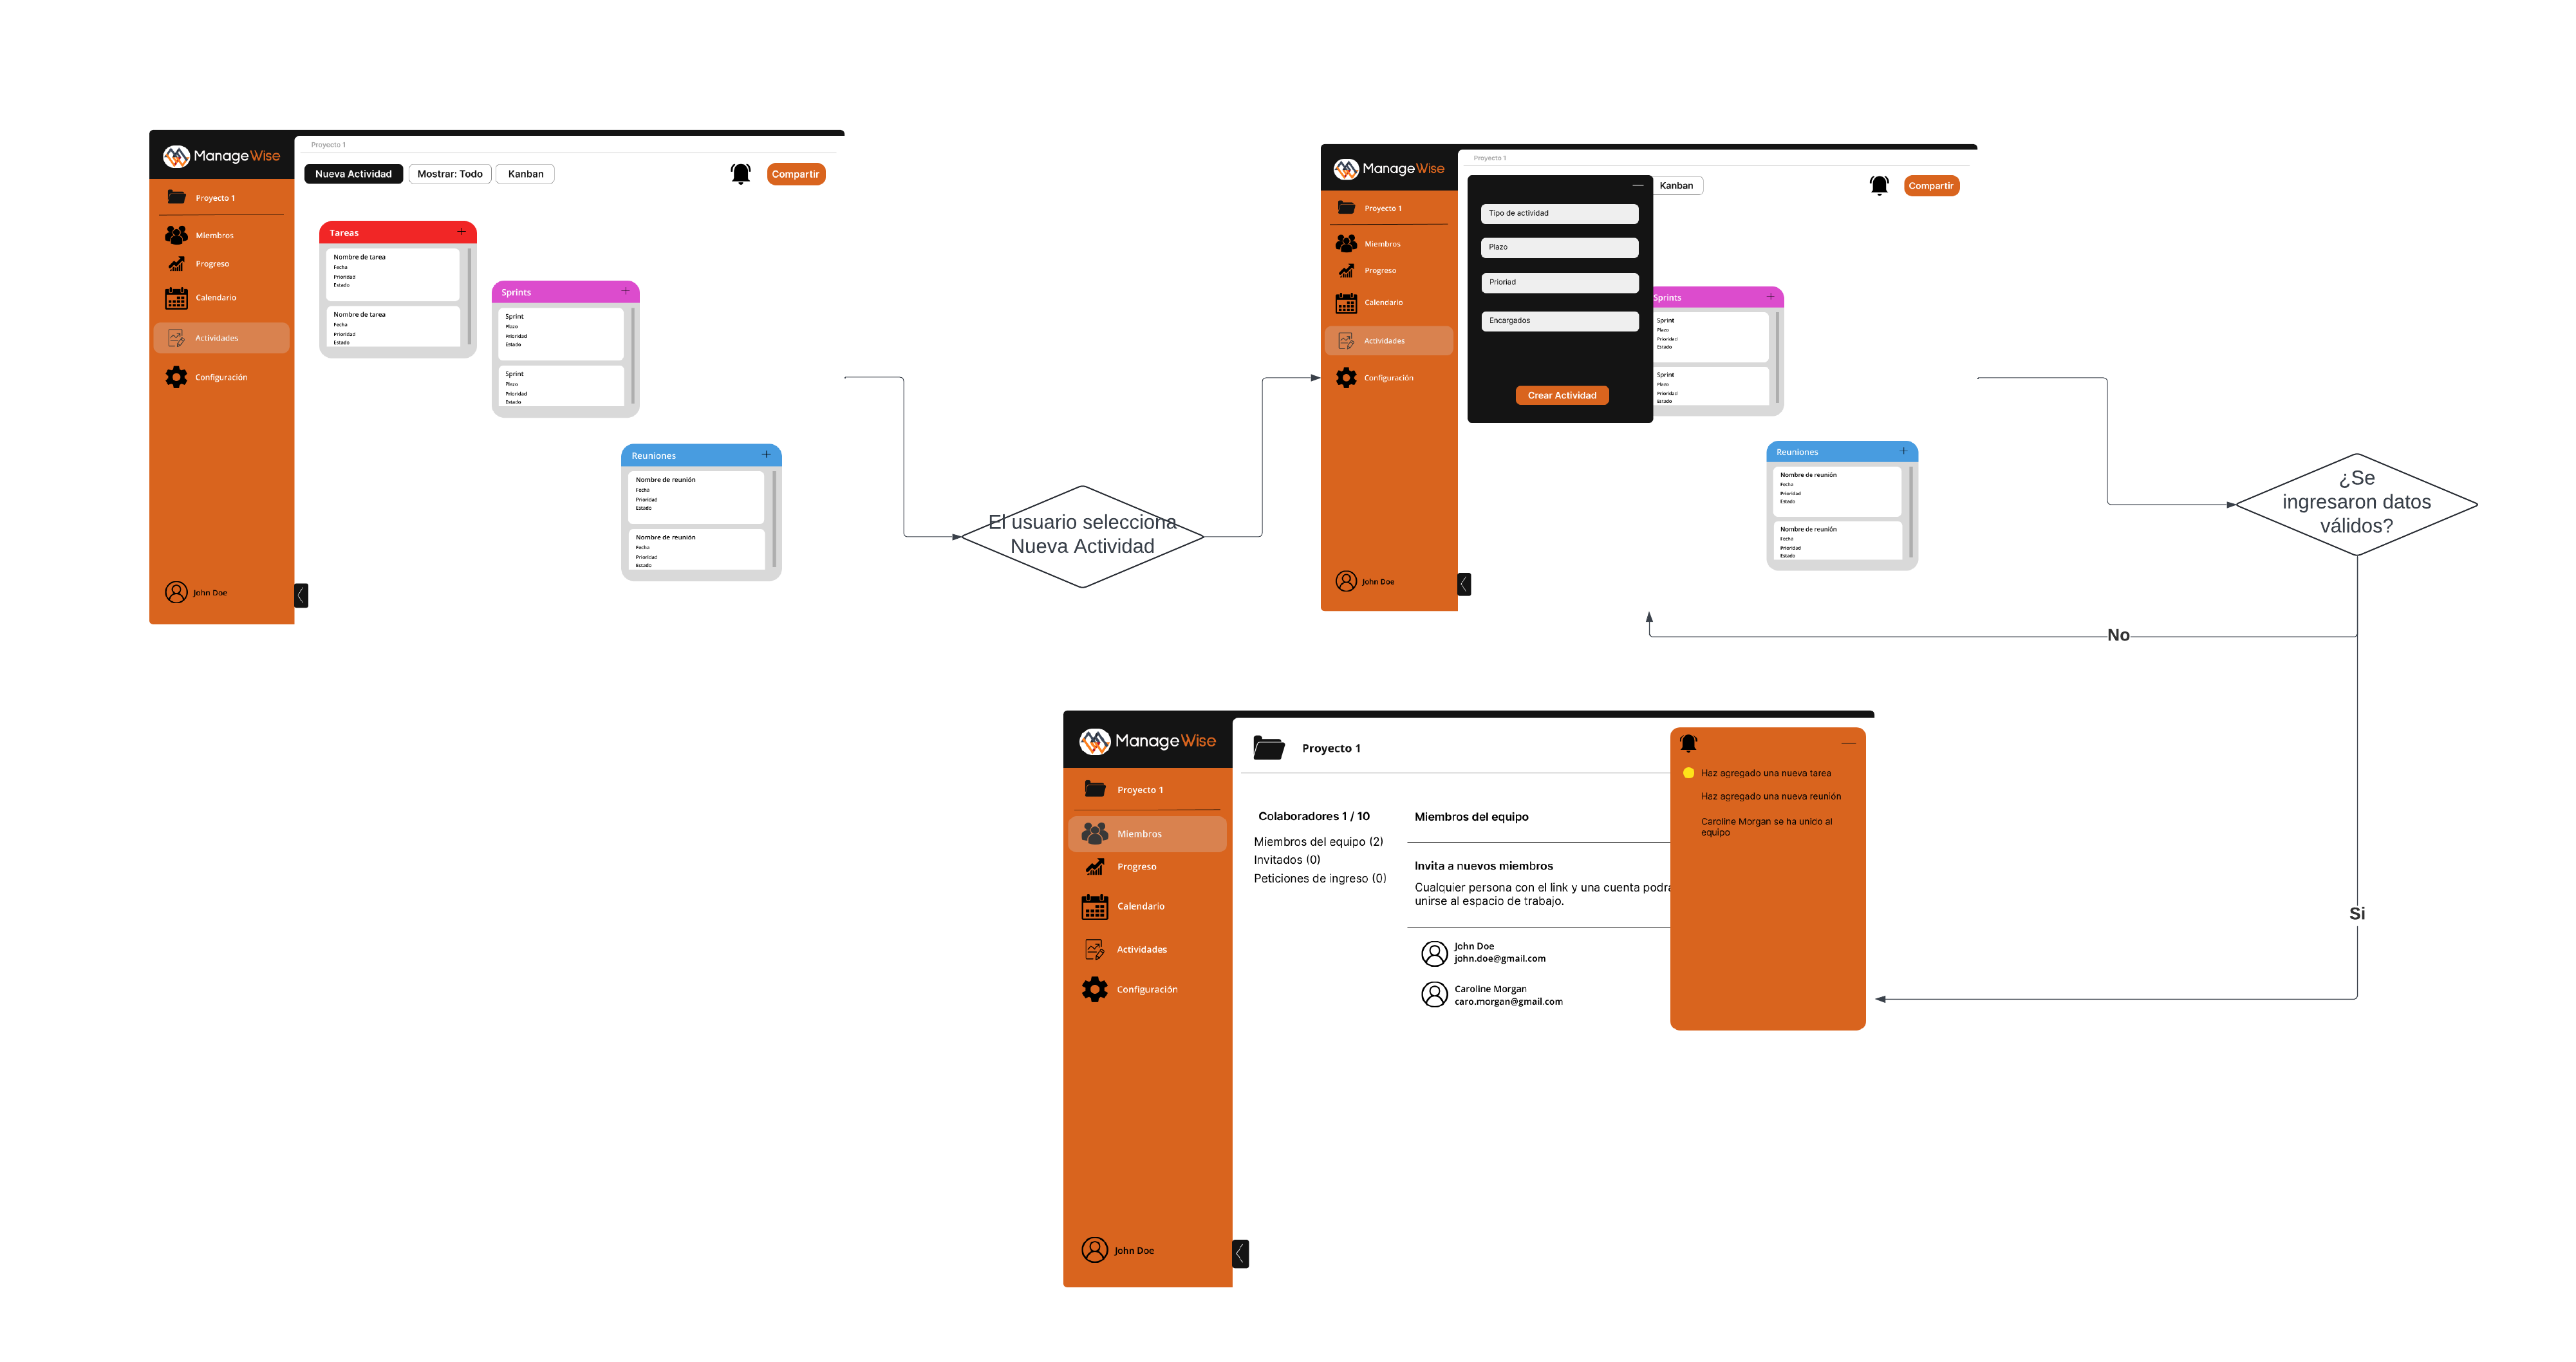 ManageWise
Proyecto 1
Miembros
Progreso
Calendario
Actividades
Configuración
John Doe
Proyecto 1
Nueva Actividad
Mostrar: Todo
Kanban
Compartir
Tareas
Nombre de tarea
Fecha
Prioridad
Estado
Nombre de tarea
Fecha
Prioridad
Estado
Sprints
Sprint
Plazo
Prioridad
Estado
Sprint
Plazo
Prioridad
Estado
Reuniones
Nombre de reunión
Fecha
Prioridad
Estado
Nombre de reunión
Fecha
Prioridad
Estado
El usuario selecciona
Nueva Actividad
ManageWise
Proyecto 1
Miembros
Progreso
Calendario
Actividades
Configuración
John Doe
Proyecto 1
Kanban
Compartir
Tipo de actividad
Plazo
Prioriad
Encargados
Crear Actividad
Sprints
Sprint
Plazo
Prioridad
Estado
Sprint
Plazo
Prioridad
Estado
Reuniones
Nombre de reunión
Fecha
Prioridad
Estado
Nombre de reunión
Fecha
Prioridad
Estado
¿Se
ingresaron datos
válidos?
No
Si
ManageWise
Proyecto 1
Miembros
Progreso
Calendario
Actividades
Configuración
John Doe
Proyecto 1
Colaboradores 1 / 10
Miembros del equipo (2)
Invitados (0)
Peticiones de ingreso (0)
Miembros del equipo
Invita a nuevos miembros
Cualquier persona con el link y una cuenta podrá
unirse al espacio de trabajo.
John Doe
john.doe@gmail.com
Caroline Morgan
caro.morgan@gmail.com
Haz agregado una nueva tarea
Haz agregado una nueva reunión
Caroline Morgan se ha unido al
equipo